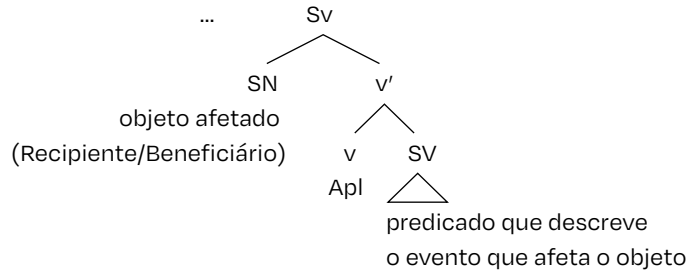 ... Sv
SN v′
objeto afetado
(Recipiente/Beneficiário) v SV
Apl
predicado que descreve
o evento que afeta o objeto